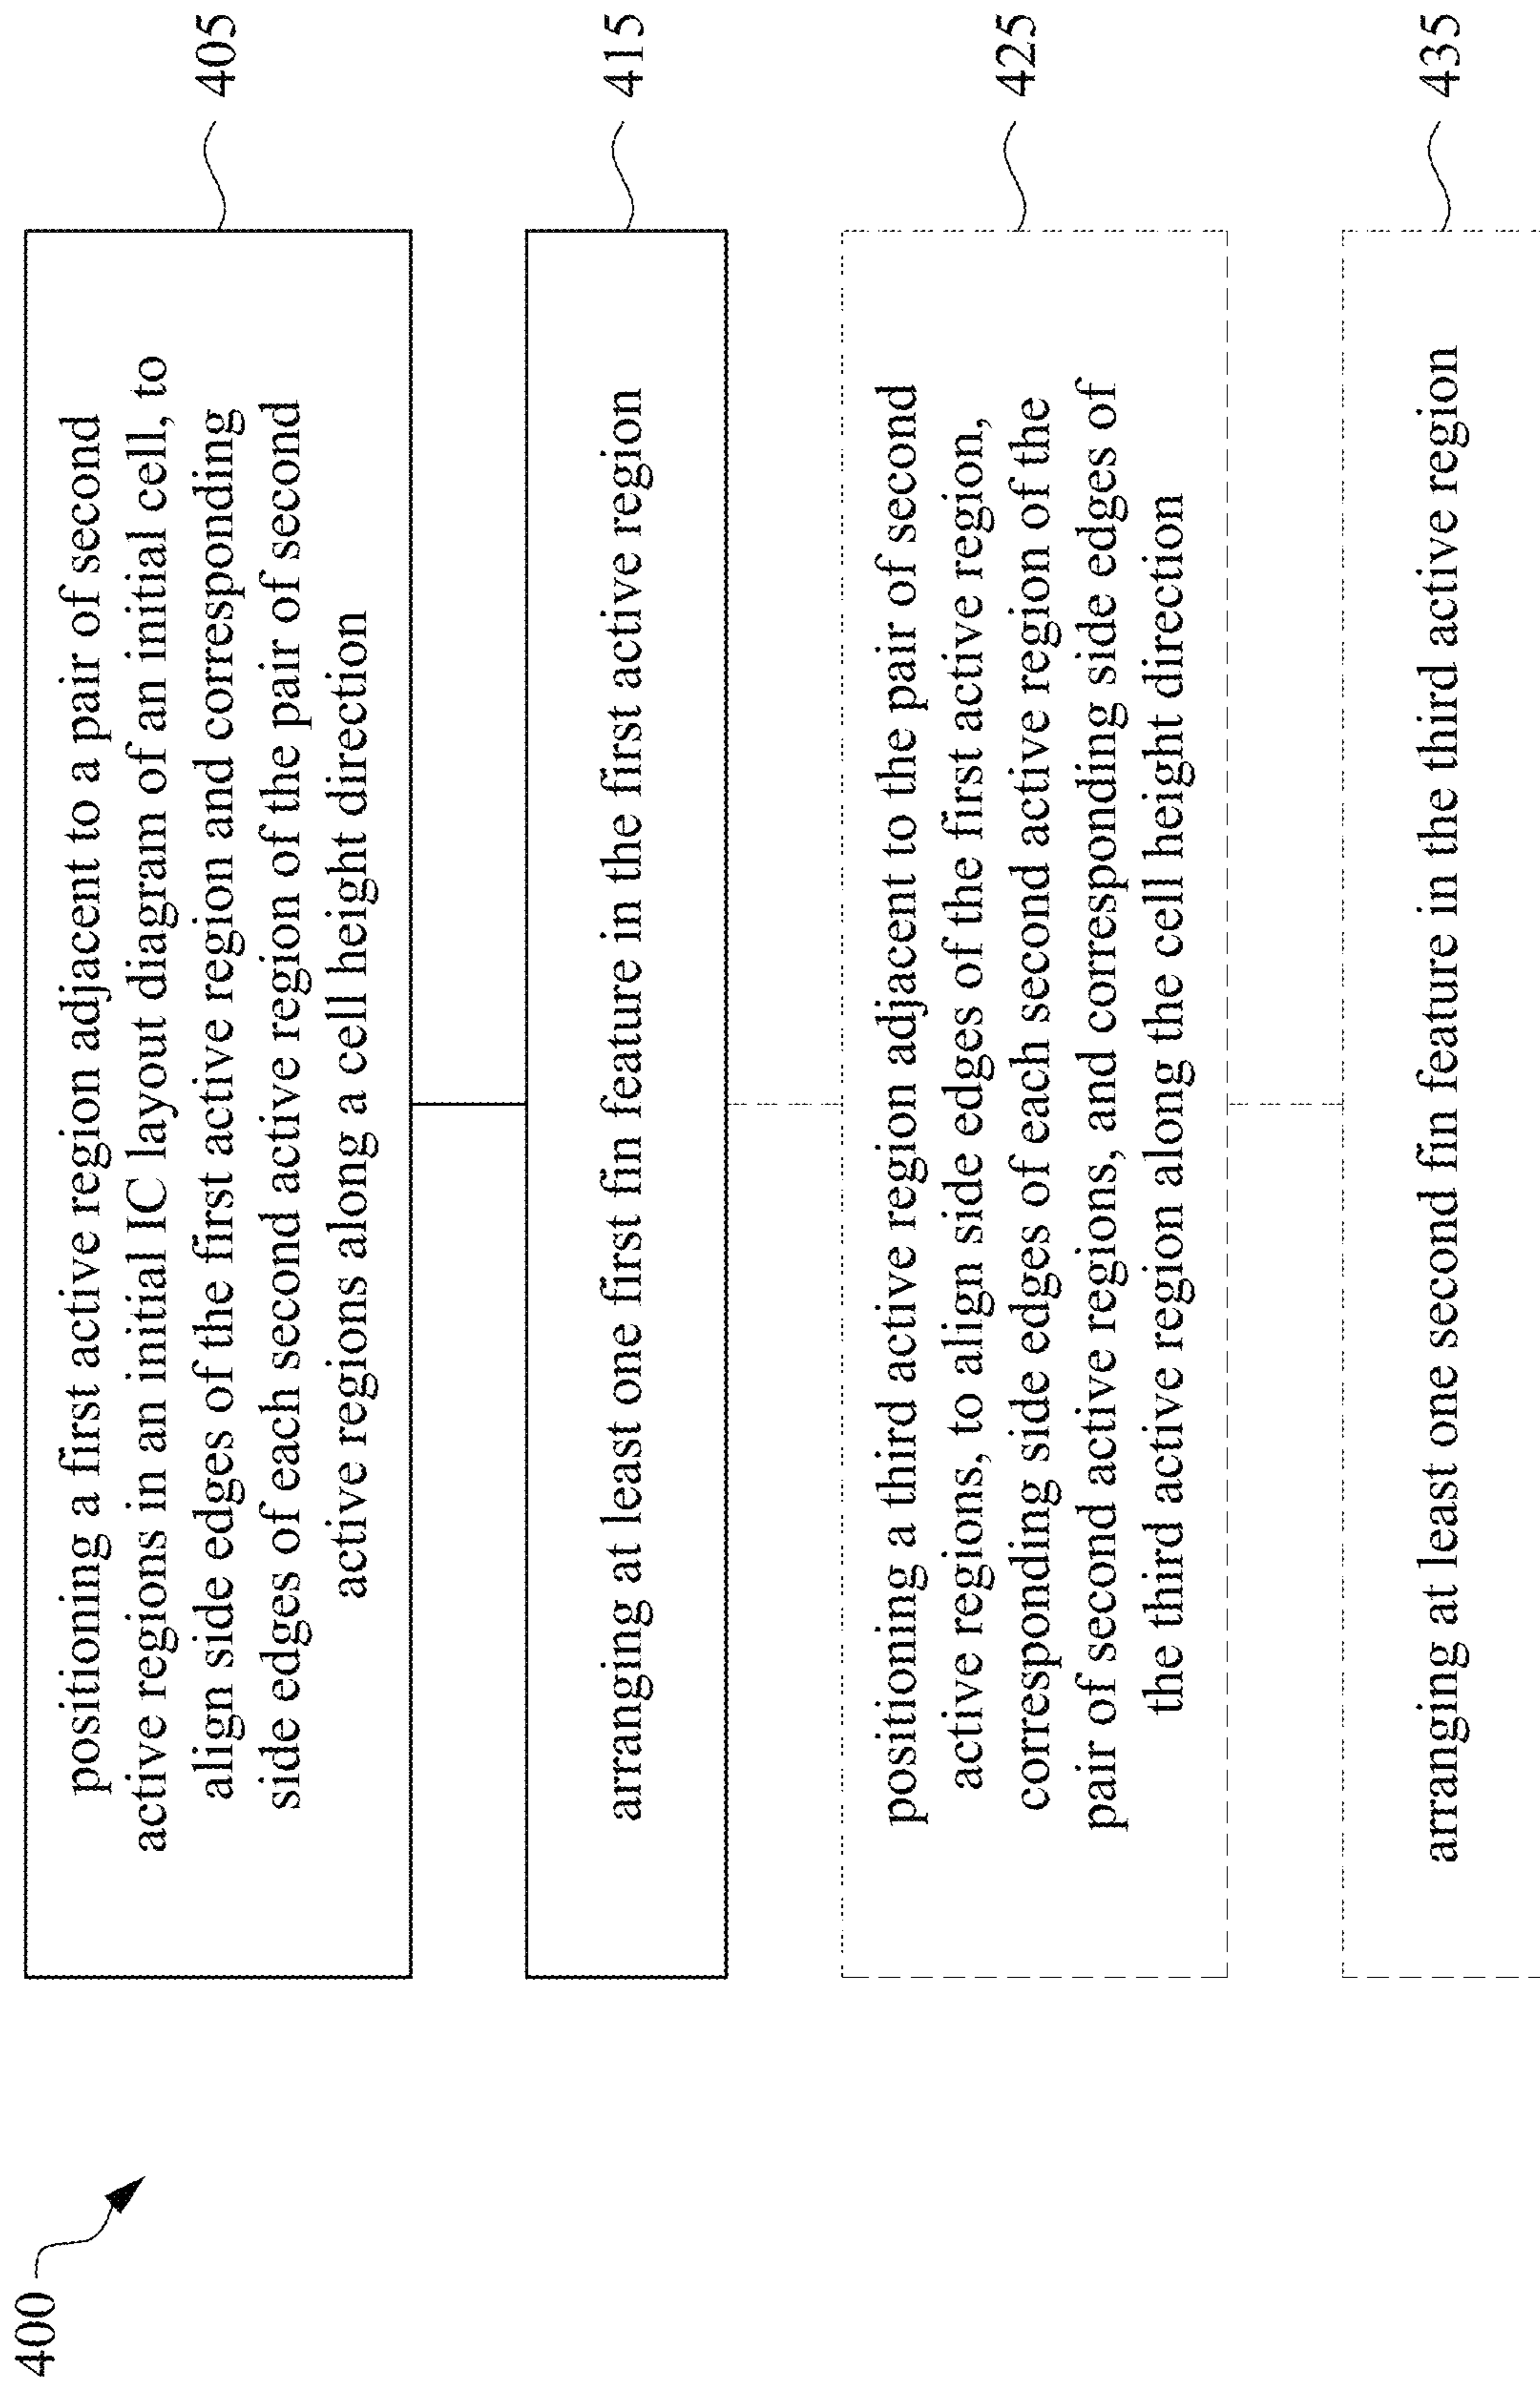 400
positioning a first active region adjacent to a pair of second
active regions in an initial IC layout diagram of an initial cell, to
align side edges of the first active region and corresponding
side edges of each second active region of the pair of second
active regions along a cell height direction
405
arranging at least one first fin feature in the first active region
415
positioning a third active region adjacent to the pair of second
active regions, to align side edges of the first active region,
corresponding side edges of each second active region of the
pair of second active regions, and corresponding side edges of
the third active region along the cell height direction
425
arranging at least one second fin feature in the third active region
435